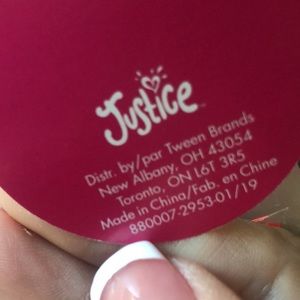 Justice
Distr. by/par Tween Brands
New Albany, OH 43054
Toronto, ON L6T 3R5
Made in China/Fab. en Chine
880007-2953-01/19